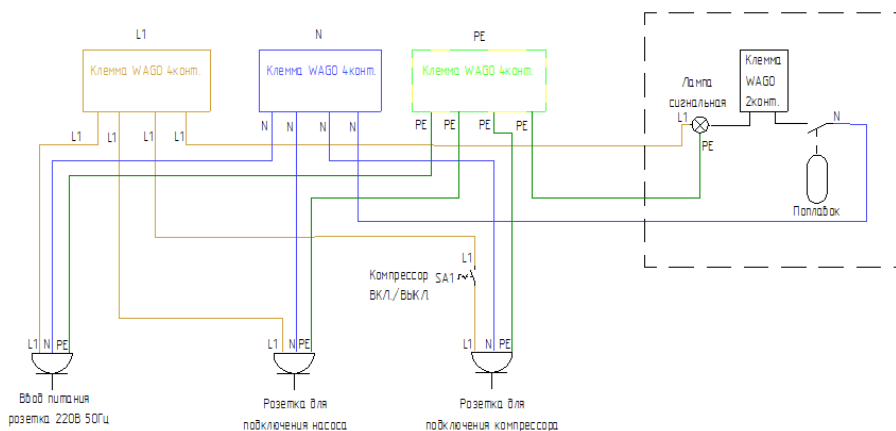 L1
N
PE
Клемма WAGO 4конт.
Клемма WAGO 4конт.
Клемма WAGO 4конт.
Клемма
WAGO
2конт.
Лампа
сигнальная
L1
N
PE
L1
L1
L1
L1
N
N
N
N
PE
PE
PE
PE
Поплавок
L1
Компрессор
SA1
ВКЛ./ВЫКЛ.
L1
N
PE
L1
N
PE
L1
N
PE
Ввод питания
розетка 220В 50Гц
Розетка для
подключения насоса
Розетка для
подключения компрессора